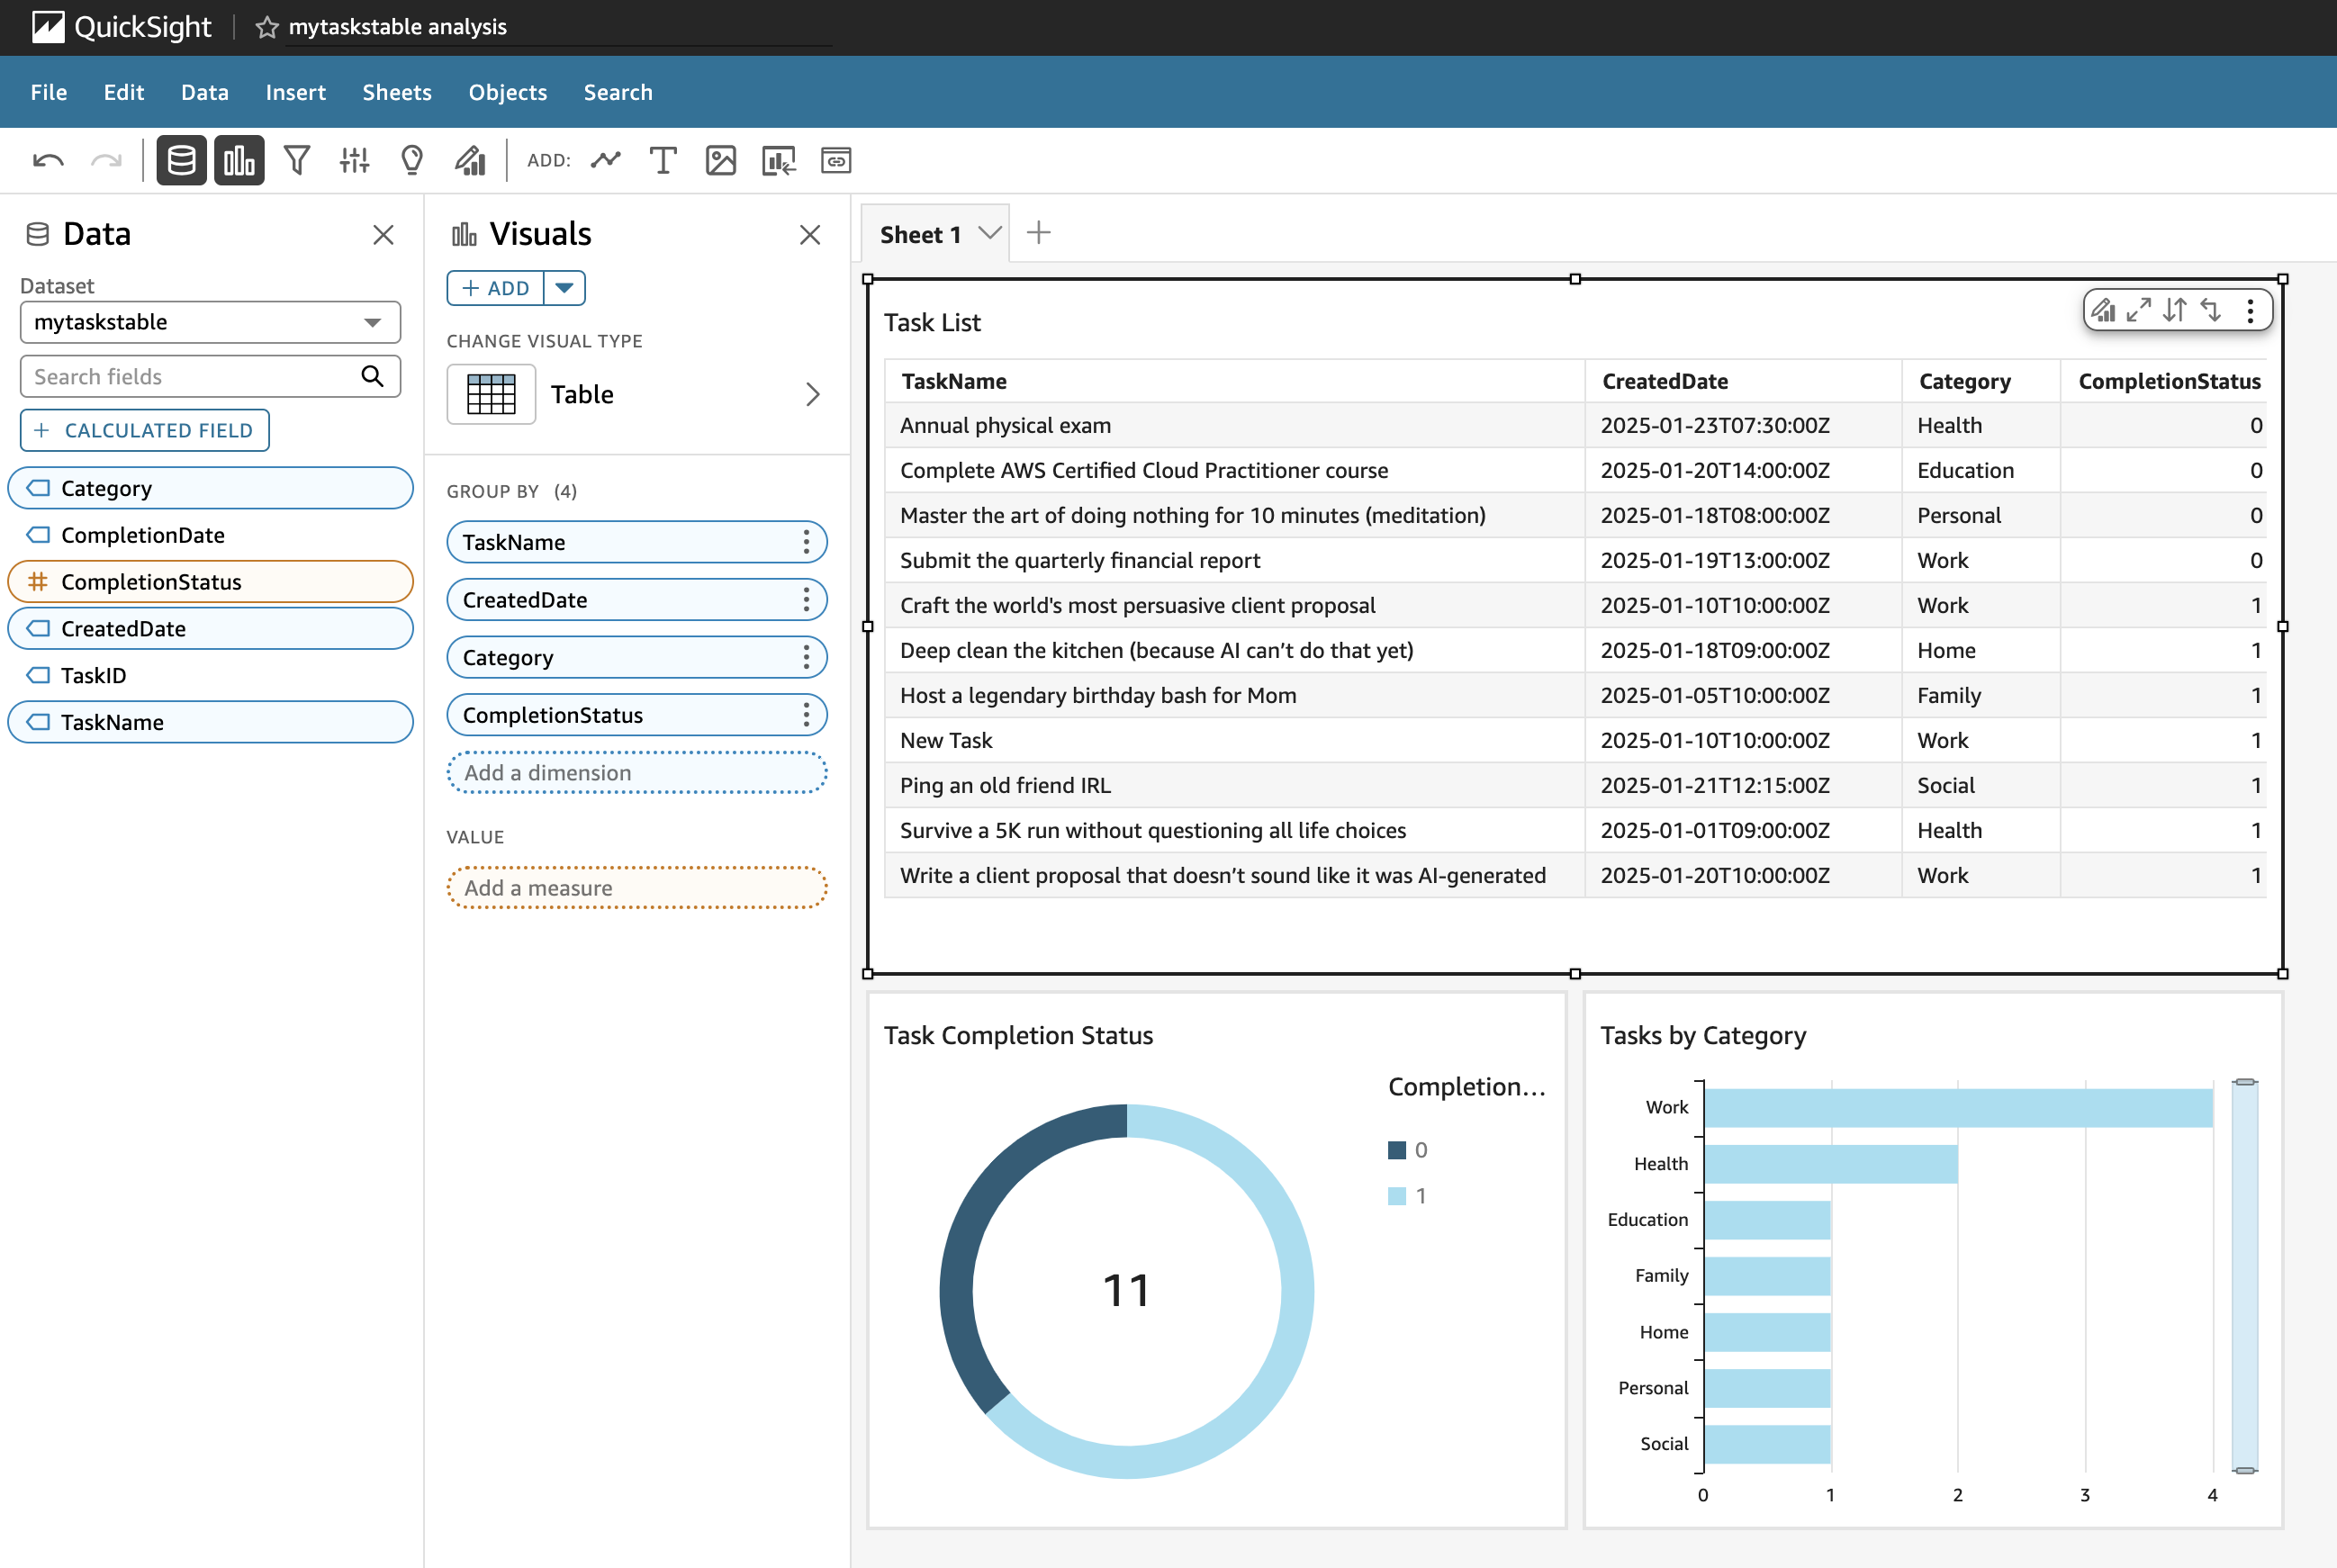 QuickSight
mytaskstable analysis
File Edit Data Insert Sheets Objects Search
ADD:
Data
Dataset
mytaskstable
Search fields
+ CALCULATED FIELD
Category
CompletionDate
# CompletionStatus
CreatedDate
TaskID
TaskName
Visuals
+ ADD
CHANGE VISUAL TYPE
Table
GROUP BY (4)
TaskName
CreatedDate
Category
CompletionStatus
Add a dimension
VALUE
Add a measure
Sheet 1
Task List
TaskName CreatedDate Category CompletionStatus
Annual physical exam 2025-01-23T07:30:00Z Health 0
Complete AWS Certified Cloud Practitioner course 2025-01-20T14:00:00Z Education 0
Master the art of doing nothing for 10 minutes (meditation) 2025-01-18T08:00:00Z Personal 0
Submit the quarterly financial report 2025-01-19T13:00:00Z Work 0
Craft the world's most persuasive client proposal 2025-01-10T10:00:00Z Work 1
Deep clean the kitchen (because AI can’t do that yet) 2025-01-18T09:00:00Z Home 1
Host a legendary birthday bash for Mom 2025-01-05T10:00:00Z Family 1
New Task 2025-01-10T10:00:00Z Work 1
Ping an old friend IRL 2025-01-21T12:15:00Z Social 1
Survive a 5K run without questioning all life choices 2025-01-01T09:00:00Z Health 1
Write a client proposal that doesn’t sound like it was AI-generated 2025-01-20T10:00:00Z Work 1
Task Completion Status
Completion...
0
1
11
Tasks by Category
Work
Health
Education
Family
Home
Personal
Social
0 1 2 3 4